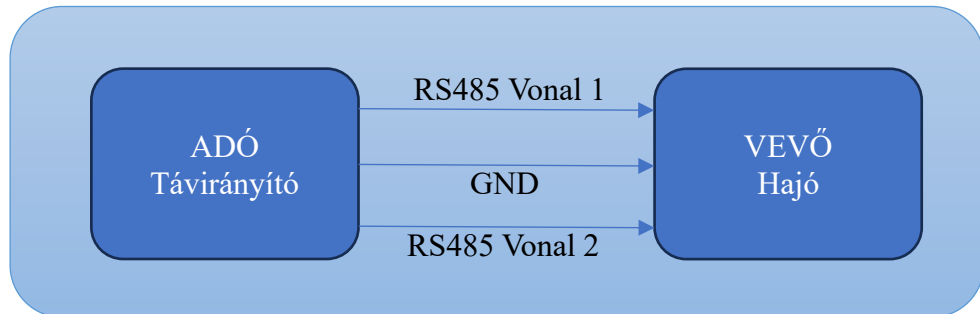 RS485 Vonal 1
ADÓ
Távirányító
GND
RS485 Vonal 2
VEVŐ
Hajó